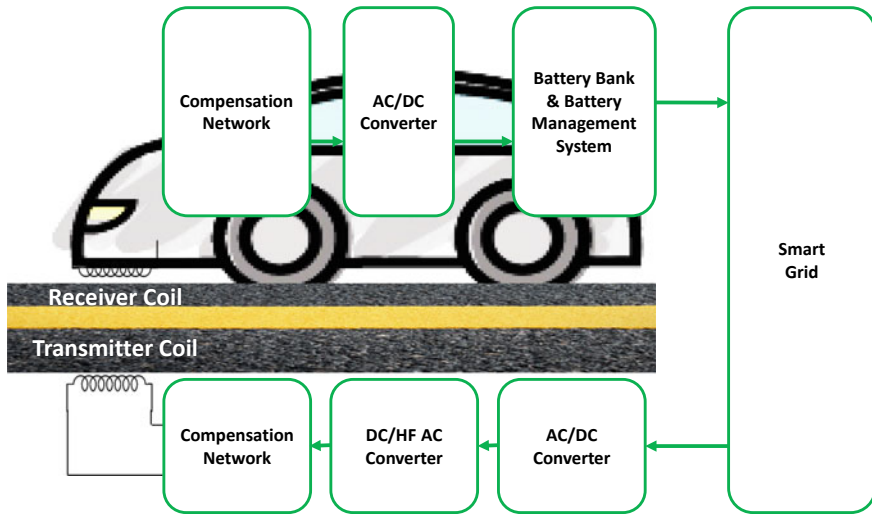 Compensation
Network
AC/DC
Converter
Battery Bank
& Battery
Management
System
Smart
Grid
Receiver Coil
Transmitter Coil
Compensation
Network
DC/HF AC
Converter
AC/DC
Converter